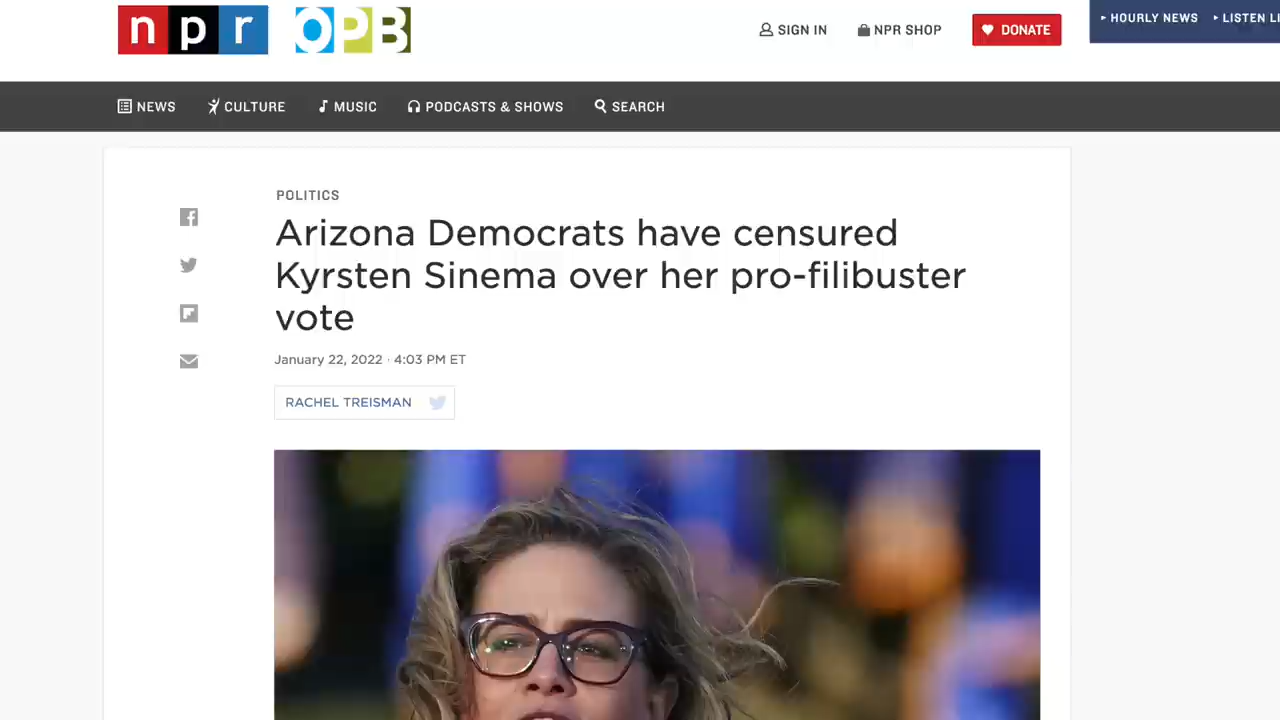 npr OPB
SIGN IN NPR SHOP DONATE HOURLY NEWS LISTEN LI
NEWS CULTURE MUSIC PODCASTS & SHOWS SEARCH
POLITICS
Arizona Democrats have censured
Kyrsten Sinema over her pro-filibuster
vote
January 22, 2022 · 4:03 PM ET
RACHEL TREISMAN